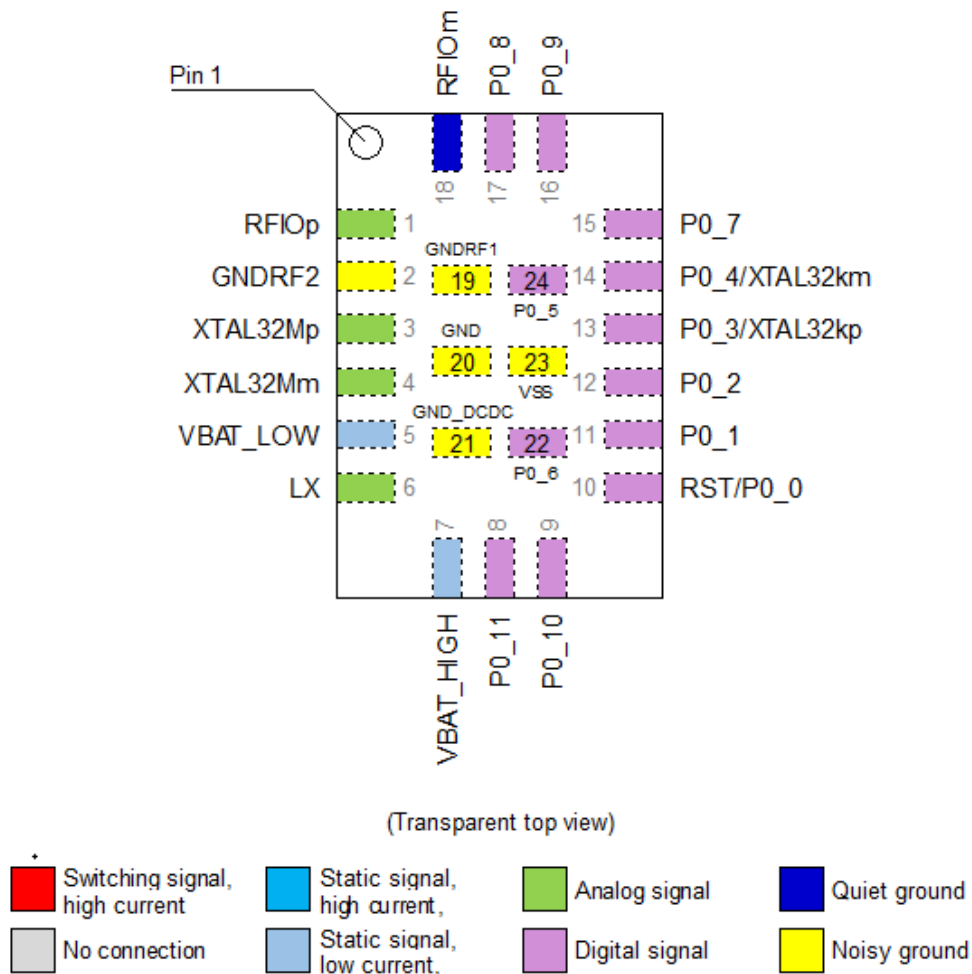 RFIOm
P0_8
P0_9
Pin 1
18
17
16
RFIOp
1
15
P0_7
GNDRF1
GNDRF2
2
19
24
14
P0_4/XTAL32km
P0_5
XTAL32Mp
3
GND
13
P0_3/XTAL32kp
20
23
XTAL32Mm
4
VSS
12
P0_2
GND_DCDC
VBAT_LOW
5
21
22
11
P0_1
P0_6
LX
6
10
RST/P0_0
7
8
9
VBAT_HIGH
P0_11
P0_10
(Transparent top view)
Switching signal,
high current
Static signal,
high current,
Analog signal
Quiet ground
No connection
Static signal,
low current.
Digital signal
Noisy ground